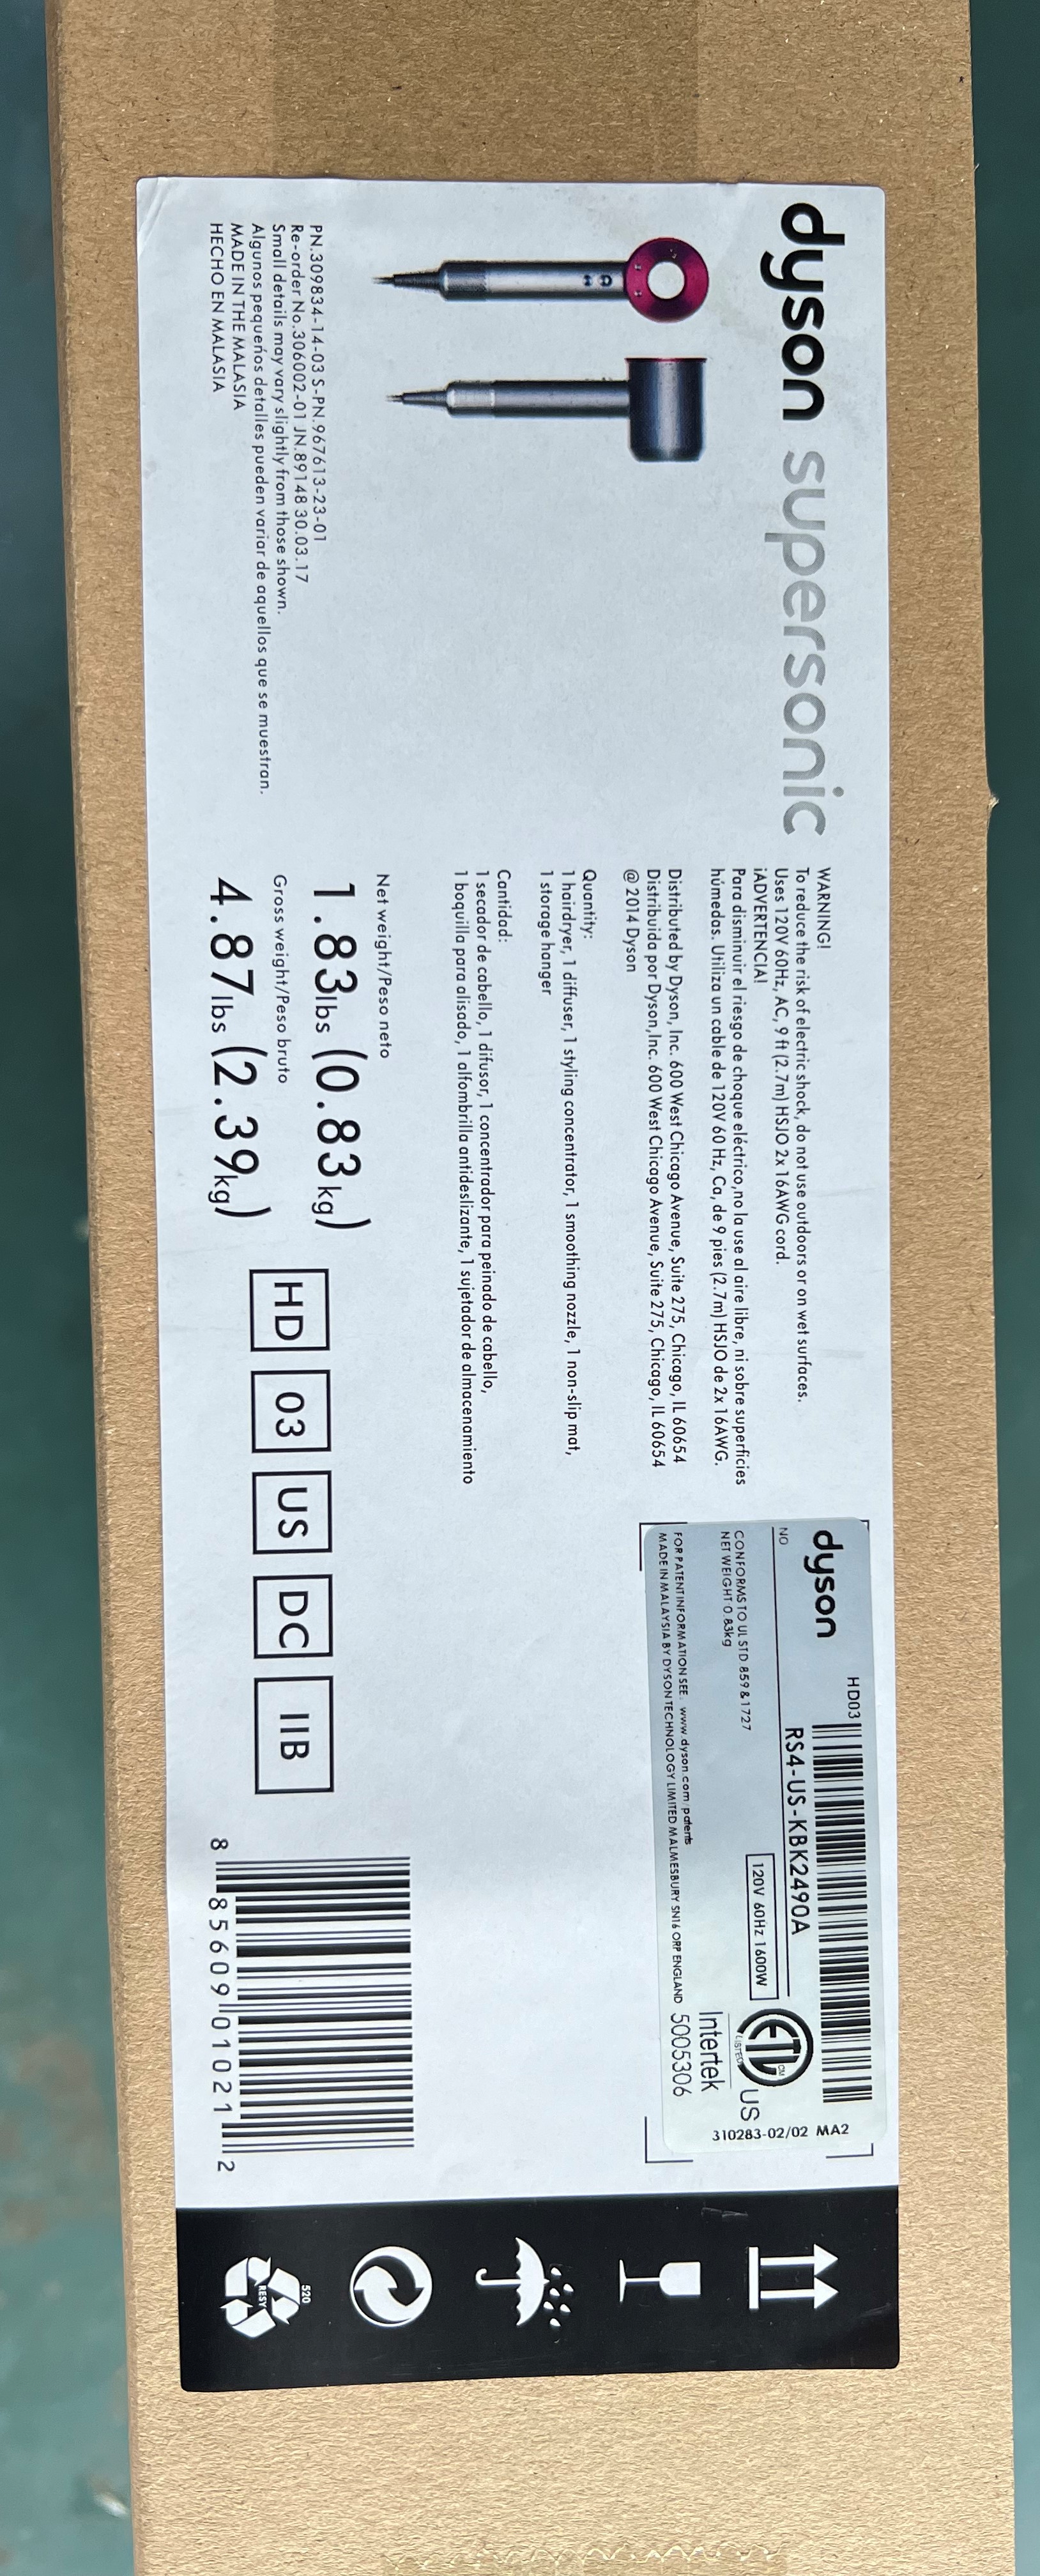 dyson supersonic
PN.309834-14-03 S-PN.967613-23-01
Re-order No.306002-01 JN.89148 30.03.17
Small details may vary slightly from those shown.
Algunos pequeños detalles pueden variar de aquellos que se muestran.
MADE IN THE MALASIA
HECHO EN MALASIA
WARNING!
To reduce the risk of electric shock, do not use outdoors or on wet surfaces.
Uses 120V 60Hz, AC, 9 ft (2.7m) HSJO 2x 16AWG cord.
¡ADVERTENCIA!
Para disminuir el riesgo de choque eléctrico,no la use al aire libre, ni sobre superficies
húmedas. Utiliza un cable de 120V 60 Hz, Ca, de 9 pies (2.7m) HSJO de 2x 16AWG.
Distributed by Dyson, Inc. 600 West Chicago Avenue, Suite 275, Chicago, IL 60654
Distribuida por Dyson,Inc. 600 West Chicago Avenue, Suite 275, Chicago, IL 60654
@ 2014 Dyson
Quantity:
1 hairdryer, 1 diffuser, 1 styling concentrator, 1 smoothing nozzle, 1 non-slip mat,
1 storage hanger
Cantidad:
1 secador de cabello, 1 difusor, 1 concentrador para peinado de cabello,
1 boquilla para alisado, 1 alfombrilla antideslizante, 1 sujetador de almacenamiento
Net weight/Peso neto
1.83lbs (0.83kg)
Gross weight/Peso bruto
4.87lbs (2.39kg)
HD 03 US DC IIB
dyson
HD03
NO RS4-US-KBK2490A
CONFORMS TO UL STD 859 & 1727
NET WEIGHT 0.83kg
120V 60Hz 1600W
FOR PATENT INFORMATION SEE: www.dyson.com/patents
MADE IN MALAYSIA BY DYSON TECHNOLOGY LIMITED MALMESBURY SN16 ORP ENGLAND
ETL CM
LISTED
US
Intertek
5005306
310283-02/02 MA2
8 85609 01021 2
520
RESY